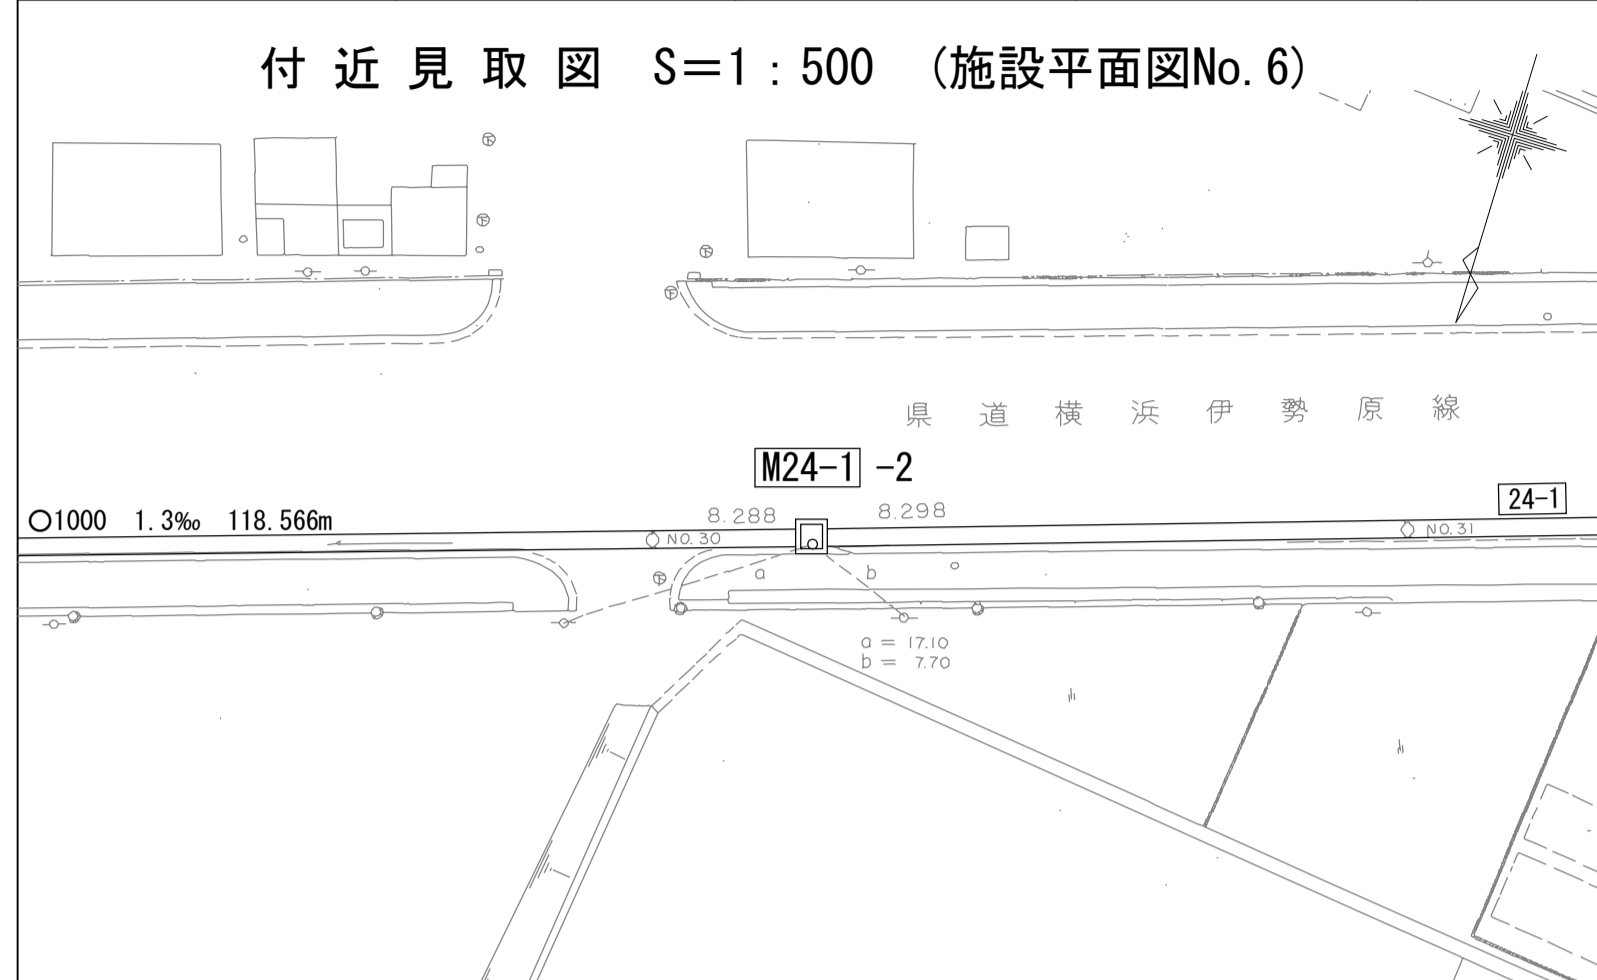 付近見取図 S=1:500 (施設平面図No.6)
県道横浜伊勢原線
M24-1 -2
24-1
○1000 1.3‰ 118.566m
8.288
8.298
NO.30
NO.31
a
b
a = 17.10
b = 7.70